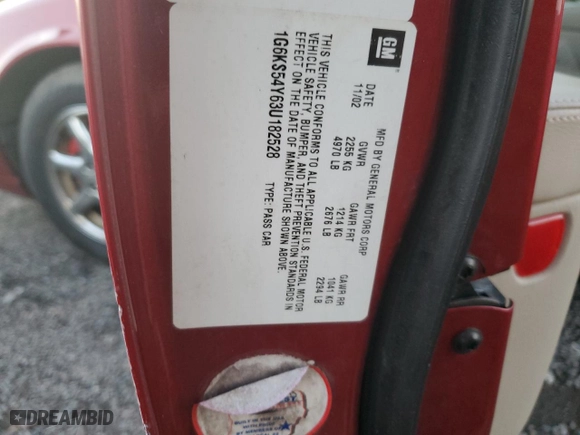 GM
DATE
11/02
MFD BY GENERAL MOTORS CORP
GVWR GAWR FRT GAWR RR
2255 KG 1214 KG 1041 KG
4970 LB 2676 LB 2294 LB
THIS VEHICLE CONFORMS TO ALL APPLICABLE U.S. FEDERAL MOTOR
VEHICLE SAFETY, BUMPER, AND THEFT PREVENTION STANDARDS IN
EFFECT ON THE DATE OF MANUFACTURE SHOWN ABOVE.
1G6KS54Y63U182528 TYPE: PASS CAR
DREAMBID